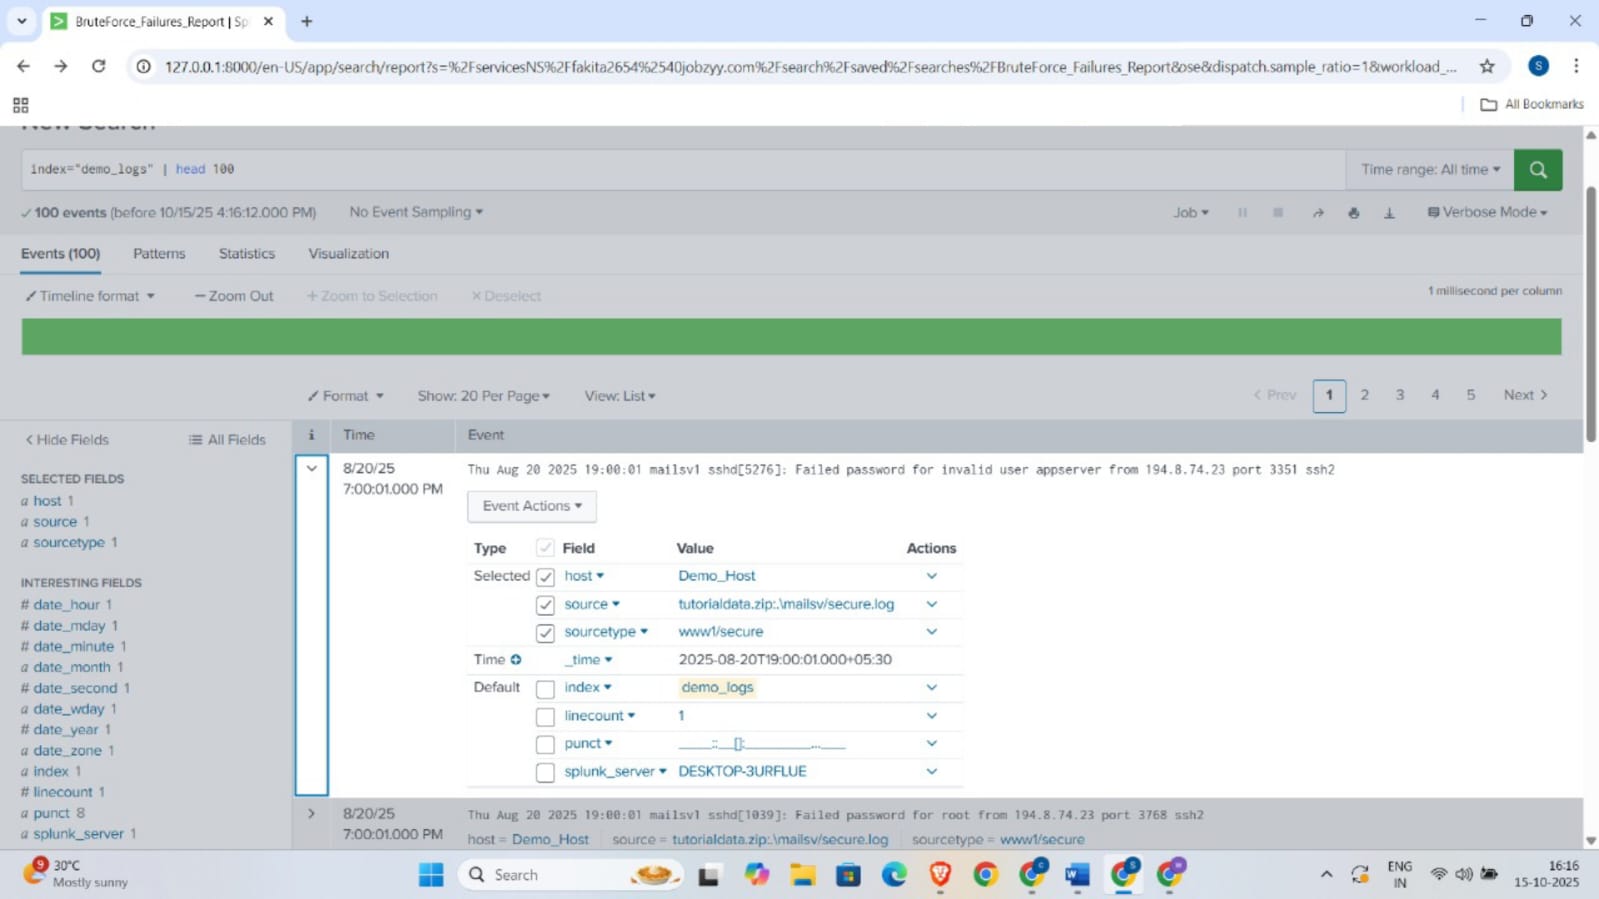 BruteForce_Failures_Report | Sp
127.0.0.1:8000/en-US/app/search/report?s=%2FservicesNS%2Ffakita2654%2540jobzyy.com%2Fsearch%2Fsaved%2Fsearches%2FBruteForce_Failures_Report&ose&dispatch.sample_ratio=1&workload_...
S
All Bookmarks
New Search
index="demo_logs" | head 100
Time range: All time
100 events (before 10/15/25 4:16:12.000 PM)
No Event Sampling
Job
Verbose Mode
Events (100)
Patterns
Statistics
Visualization
Timeline format
Zoom Out
+ Zoom to Selection
× Deselect
1 millisecond per column
Format
Show: 20 Per Page
View: List
< Prev
1
2
3
4
5
Next >
< Hide Fields
All Fields
i
Time
Event
SELECTED FIELDS
a host 1
a source 1
a sourcetype 1
INTERESTING FIELDS
# date_hour 1
# date_mday 1
# date_minute 1
a date_month 1
# date_second 1
a date_wday 1
# date_year 1
a date_zone 1
a index 1
# linecount 1
a punct 8
a splunk_server 1
8/20/25
7:00:01.000 PM
Thu Aug 20 2025 19:00:01 mailsv1 sshd[5276]: Failed password for invalid user appserver from 194.8.74.23 port 3351 ssh2
Event Actions
Type
Field
Value
Actions
Selected
host
Demo_Host
source
tutorialdata.zip:.\mailsv/secure.log
sourcetype
www1/secure
Time
_time
2025-08-20T19:00:01.000+05:30
Default
index
demo_logs
linecount
1
punct
splunk_server
DESKTOP-3URFLUE
8/20/25
7:00:01.000 PM
Thu Aug 20 2025 19:00:01 mailsv1 sshd[1039]: Failed password for root from 194.8.74.23 port 3768 ssh2
host = Demo_Host
source = tutorialdata.zip:.\mailsv/secure.log
sourcetype = www1/secure
9
30°C
Mostly sunny
Search
ENG
IN
16:16
15-10-2025